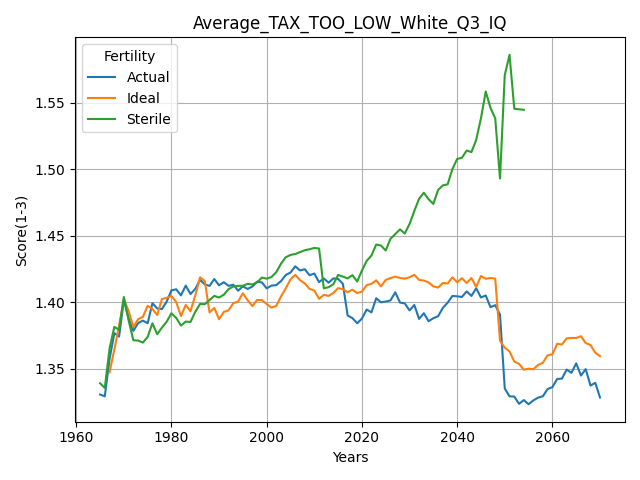 Average_TAX_TOO_LOW_White_Q3_IQ
Fertility
Actual
Ideal
Sterile
Score(1-3)
1.55
1.50
1.45
1.40
1.35
1960
1980
2000
2020
2040
2060
Years